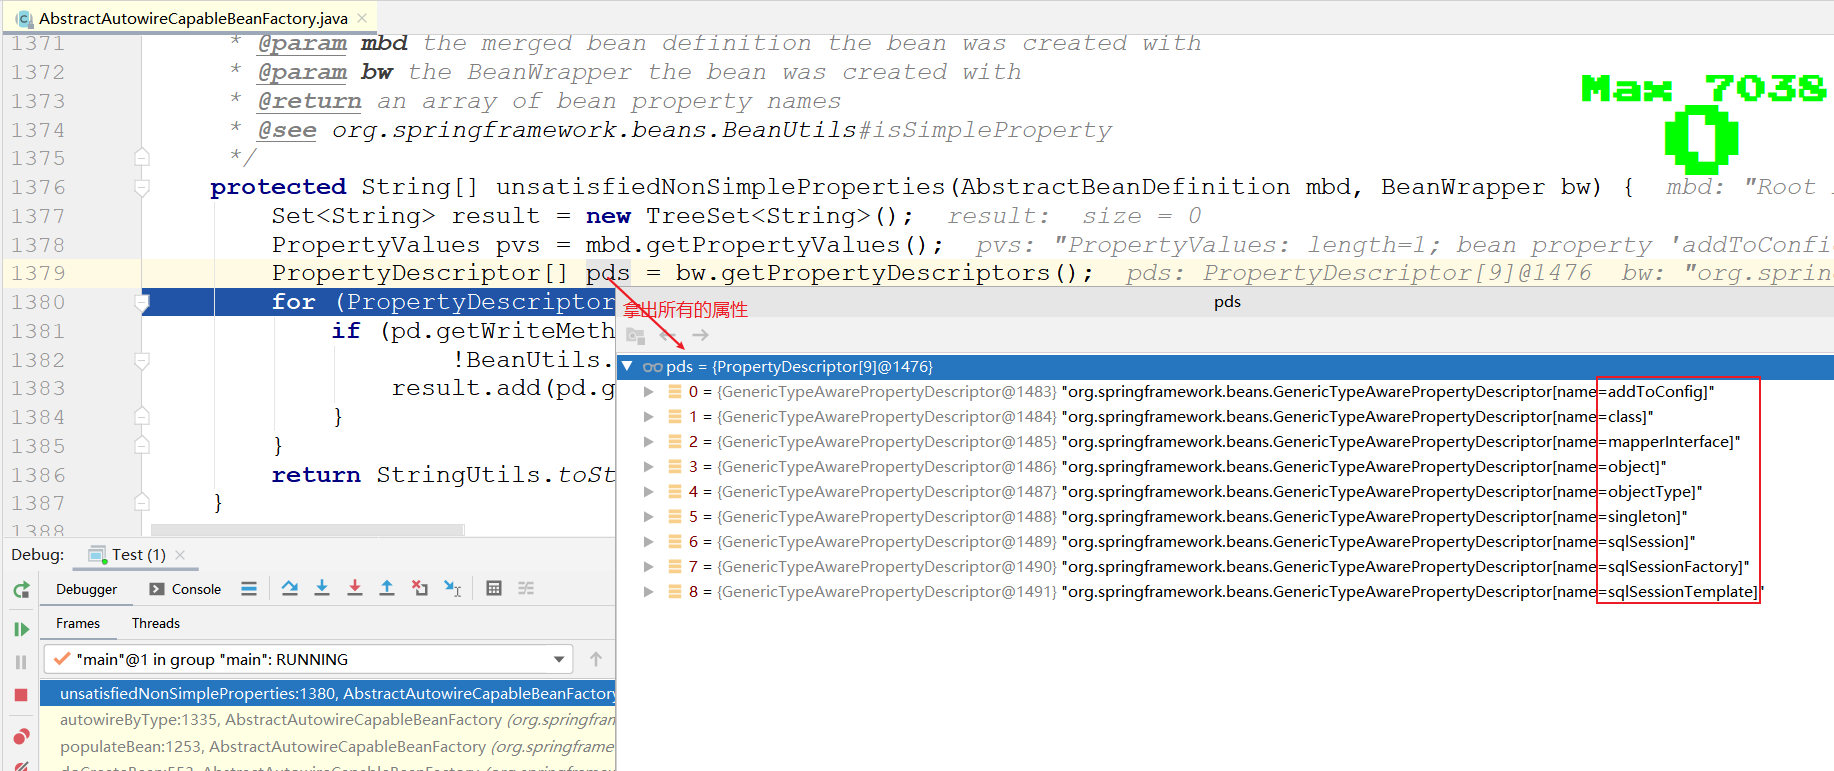 AbstractAutowireCapableBeanFactory.java
1371 * @param mbd the merged bean definition the bean was created with
1372 * @param bw the BeanWrapper the bean was created with
1373 * @return an array of bean property names
1374 * @see org.springframework.beans.BeanUtils#isSimpleProperty
1375 */
1376 protected String[] unsatisfiedNonSimpleProperties(AbstractBeanDefinition mbd, BeanWrapper bw) { mbd: "Root
1377 Set<String> result = new TreeSet<String>(); result: size = 0
1378 PropertyValues pvs = mbd.getPropertyValues(); pvs: "PropertyValues: length=1; bean property 'addToConfi
1379 PropertyDescriptor[] pds = bw.getPropertyDescriptors(); pds: PropertyDescriptor[9]@1476 bw: "org.sprin
1380 for (PropertyDescriptor
1381 if (pd.getWriteMeth
1382 !BeanUtils.
1383 result.add(pd.g
1384 }
1385 }
1386 return StringUtils.toSt
1387 }
1388
Max 7038
0
拿出所有的属性
pds
pds = {PropertyDescriptor[9]@1476}
0 = {GenericTypeAwarePropertyDescriptor@1483} "org.springframework.beans.GenericTypeAwarePropertyDescriptor[name=addToConfig]"
1 = {GenericTypeAwarePropertyDescriptor@1484} "org.springframework.beans.GenericTypeAwarePropertyDescriptor[name=class]"
2 = {GenericTypeAwarePropertyDescriptor@1485} "org.springframework.beans.GenericTypeAwarePropertyDescriptor[name=mapperInterface]"
3 = {GenericTypeAwarePropertyDescriptor@1486} "org.springframework.beans.GenericTypeAwarePropertyDescriptor[name=object]"
4 = {GenericTypeAwarePropertyDescriptor@1487} "org.springframework.beans.GenericTypeAwarePropertyDescriptor[name=objectType]"
5 = {GenericTypeAwarePropertyDescriptor@1488} "org.springframework.beans.GenericTypeAwarePropertyDescriptor[name=singleton]"
6 = {GenericTypeAwarePropertyDescriptor@1489} "org.springframework.beans.GenericTypeAwarePropertyDescriptor[name=sqlSession]"
7 = {GenericTypeAwarePropertyDescriptor@1490} "org.springframework.beans.GenericTypeAwarePropertyDescriptor[name=sqlSessionFactory]"
8 = {GenericTypeAwarePropertyDescriptor@1491} "org.springframework.beans.GenericTypeAwarePropertyDescriptor[name=sqlSessionTemplate]"
Debug: Test (1)
Debugger Console
Frames Threads
"main"@1 in group "main": RUNNING
unsatisfiedNonSimpleProperties:1380, AbstractAutowireCapableBeanFactory
autowireByType:1335, AbstractAutowireCapableBeanFactory (org.springfran
populateBean:1253, AbstractAutowireCapableBeanFactory (org.springframe
doCreateBean:553, AbstractAutowireCapableBeanFactory (org.springframe